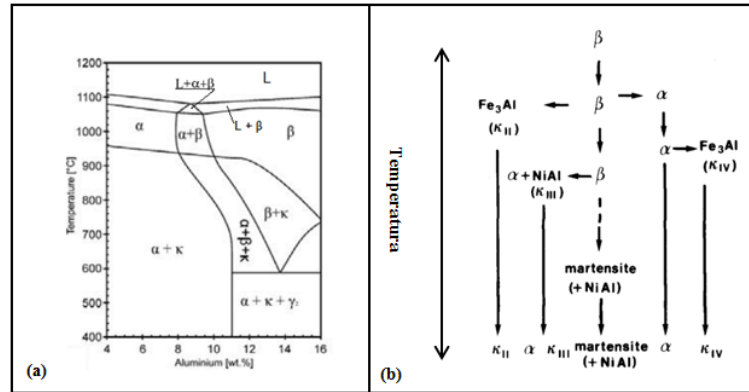 1200
1100
1000
900
800
700
600
500
400
Temperature [°C]
4
6
8
10
12
14
16
Aluminium [wt.%]
L
L+α+β
L + β
α
α+β
β
β+κ
α+β+κ
α + κ
α + κ + γ₂
(a)
Temperatura
β
Fe₃Al
(κII)
β
α
α
Fe₃Al
(κIV)
α + NiAl
(κIII)
β
martensite
(+ NiAl)
κII α κIII martensite α κIV
(+ NiAl)
(b)